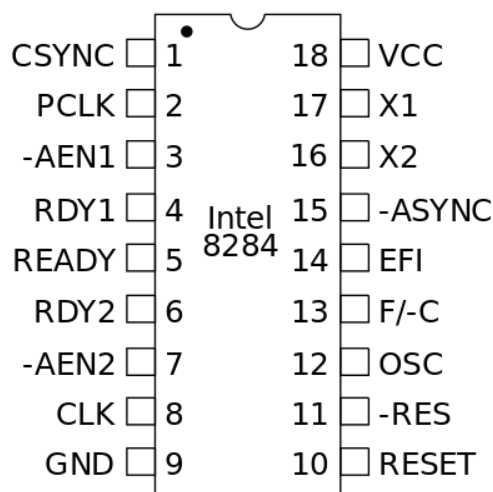 CSYNC 1 18 VCC
PCLK 2 17 X1
-AEN1 3 16 X2
RDY1 4 15 -ASYNC
Intel
8284
READY 5 14 EFI
RDY2 6 13 F/-C
-AEN2 7 12 OSC
CLK 8 11 -RES
GND 9 10 RESET